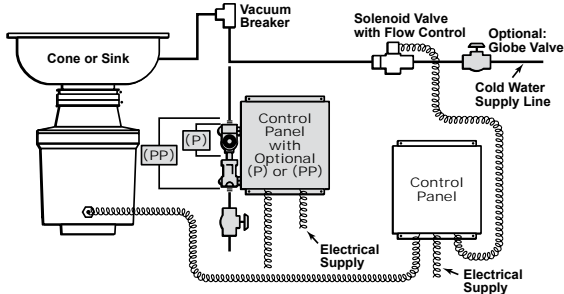 Vacuum
Breaker
Solenoid Valve
with Flow Control
Optional:
Globe Valve
Cone or Sink
Cold Water
Supply Line
(P)
(PP)
Control
Panel
with
Optional
(P) or (PP)
Control
Panel
Electrical
Supply
Electrical
Supply